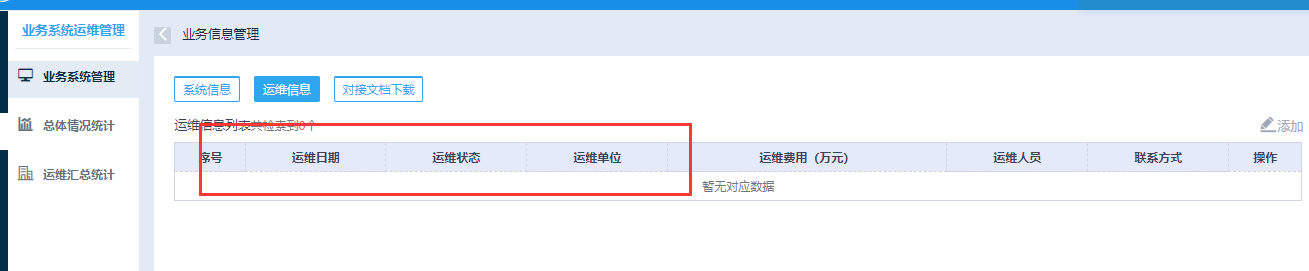 业务系统运维管理
业务信息管理
业务系统管理
总体情况统计
运维汇总统计
系统信息 运维信息 对接文档下载
运维信息列表共检索到0个
添加
序号 运维日期 运维状态 运维单位 运维费用（万元） 运维人员 联系方式 操作
暂无对应数据